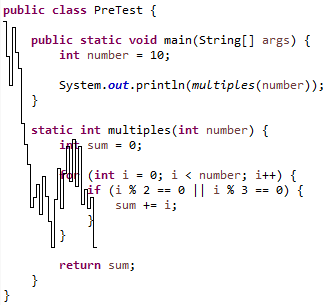 public class PreTest {
public static void main(String[] args) {
int number = 10;
System.out.println(multiples(number));
}
static int multiples(int number) {
int sum = 0;
for (int i = 0; i < number; i++) {
if (i % 2 == 0 || i % 3 == 0) {
sum += i;
}
}
return sum;
}
}